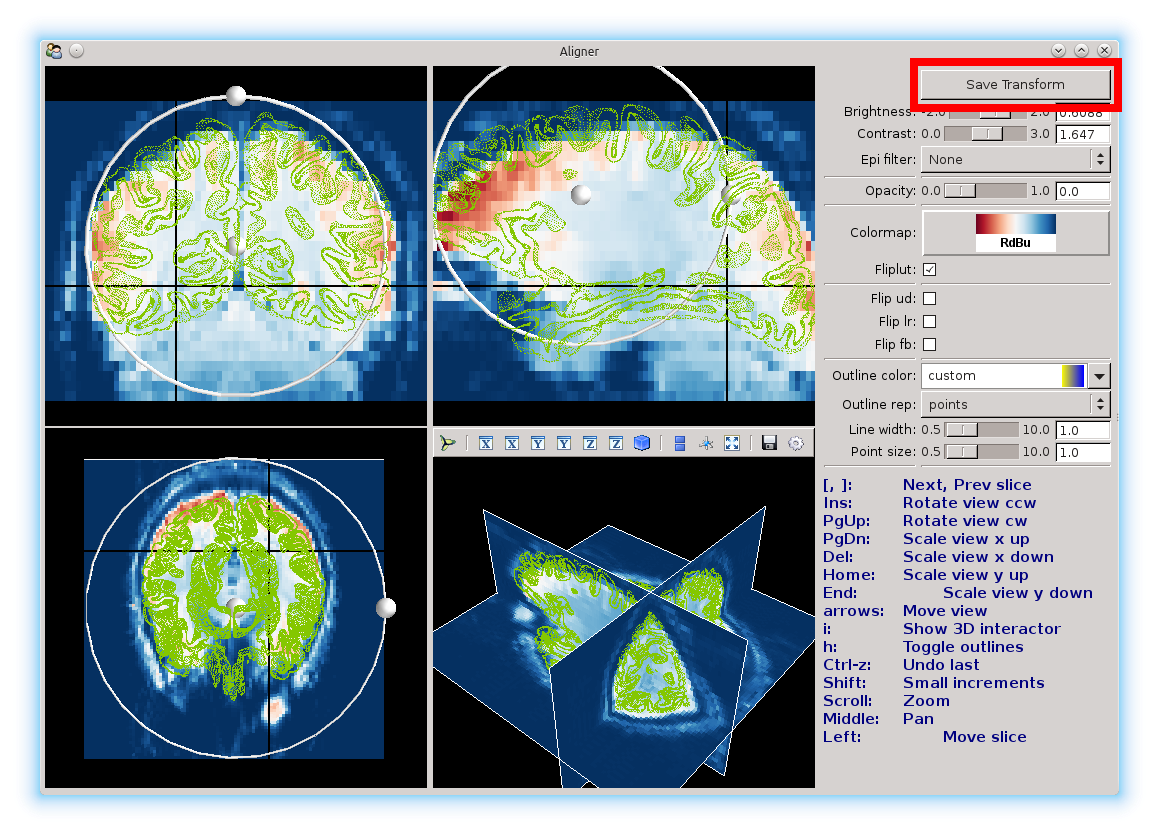 Aligner
Save Transform
Brightness: -2.0 2.0 0.6088
Contrast: 0.0 3.0 1.647
Epi filter: None
Opacity: 0.0 1.0 0.0
Colormap: RdBu
Fliplut:
Flip ud:
Flip lr:
Flip fb:
Outline color: custom
Outline rep: points
Line width: 0.5 10.0 1.0
Point size: 0.5 10.0 1.0
X X Y Y Z Z
[, ]: Next, Prev slice
Ins: Rotate view ccw
PgUp: Rotate view cw
PgDn: Scale view x up
Del: Scale view x down
Home: Scale view y up
End: Scale view y down
arrows: Move view
i: Show 3D interactor
h: Toggle outlines
Ctrl-z: Undo last
Shift: Small increments
Scroll: Zoom
Middle: Pan
Left: Move slice